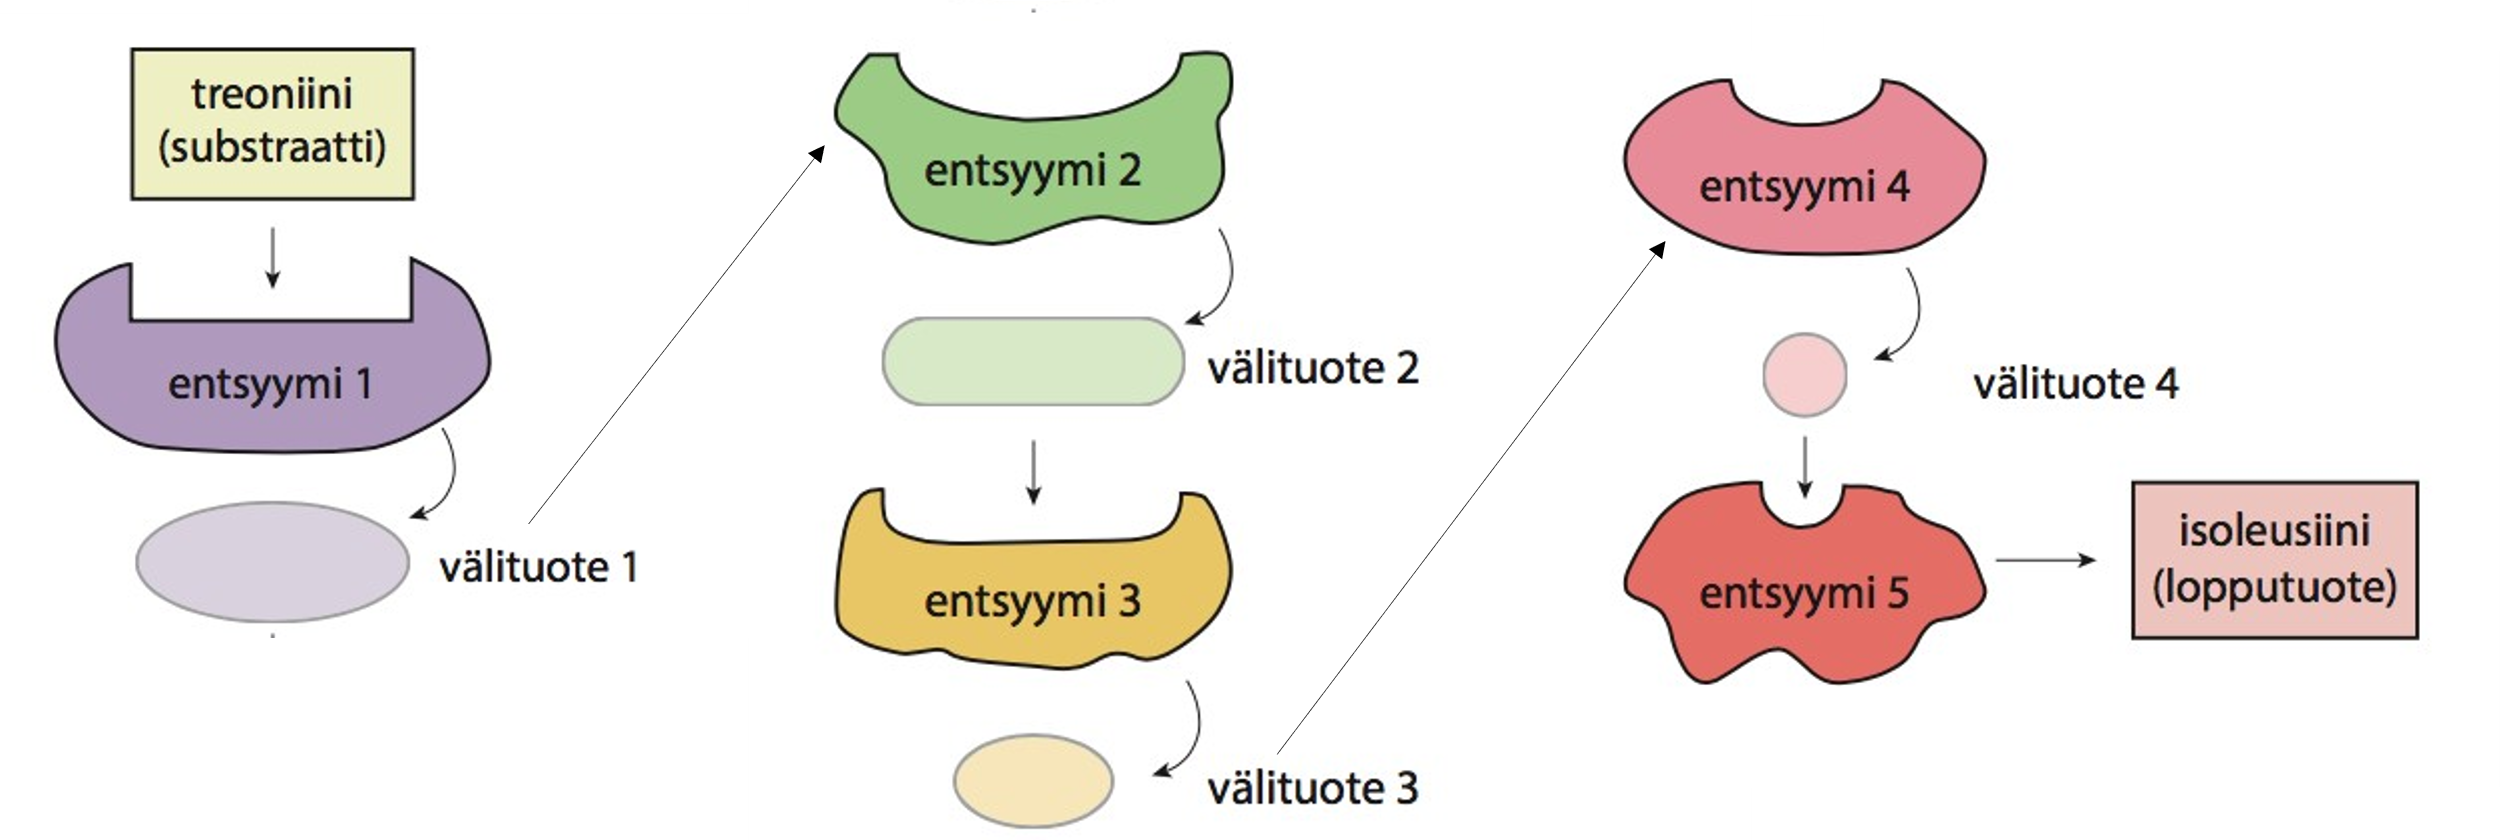 treoniini
(substraatti)
entsyymi 1
välituote 1
entsyymi 2
välituote 2
entsyymi 3
välituote 3
entsyymi 4
välituote 4
entsyymi 5
isoleusiini
(lopputuote)